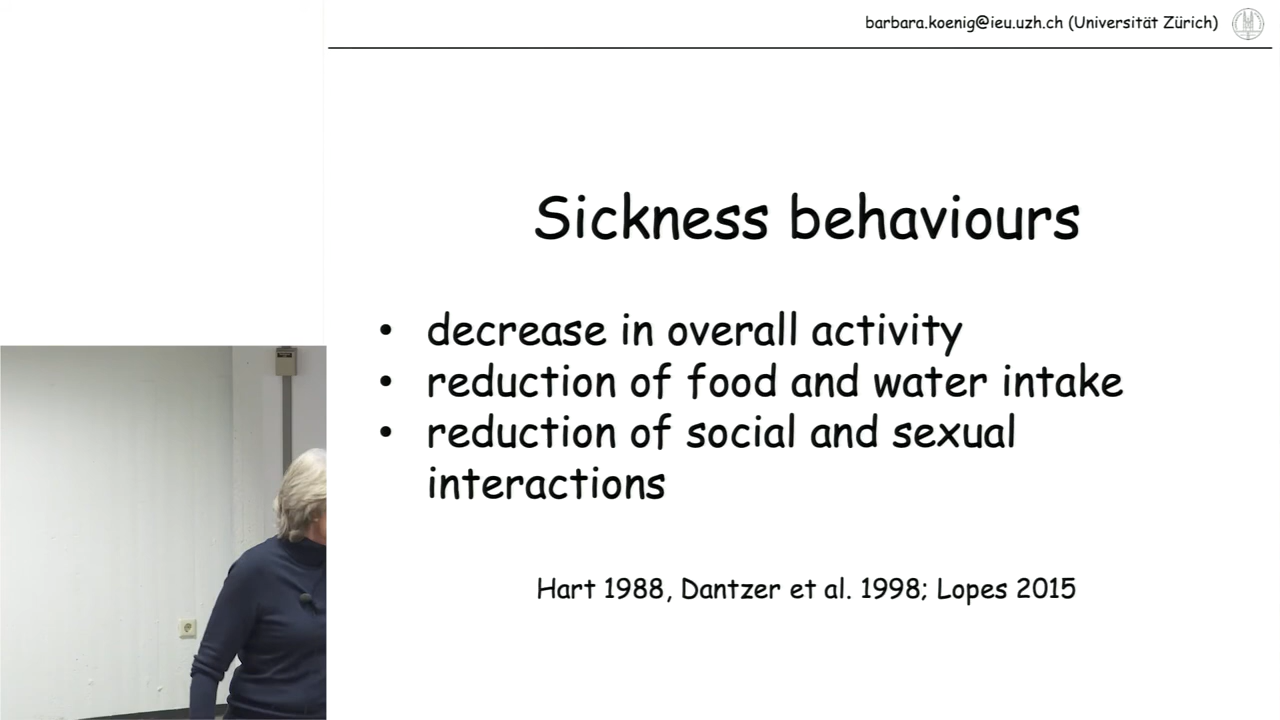 barbara.koenig@ieu.uzh.ch (Universität Zürich)
Sickness behaviours
• decrease in overall activity
• reduction of food and water intake
• reduction of social and sexual
interactions
Hart 1988, Dantzer et al. 1998; Lopes 2015